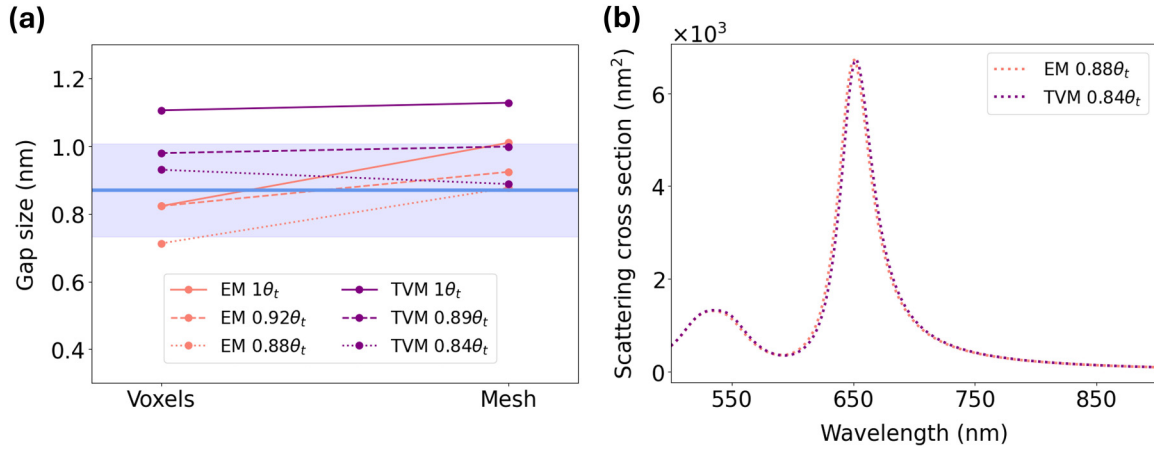 (a)
Gap size (nm)
1.2
1.0
0.8
0.6
0.4
EM 1θt
EM 0.92θt
EM 0.88θt
TVM 1θt
TVM 0.89θt
TVM 0.84θt
Voxels
Mesh
(b)
×10³
Scattering cross section (nm²)
6
4
2
0
EM 0.88θt
TVM 0.84θt
550
650
750
850
Wavelength (nm)